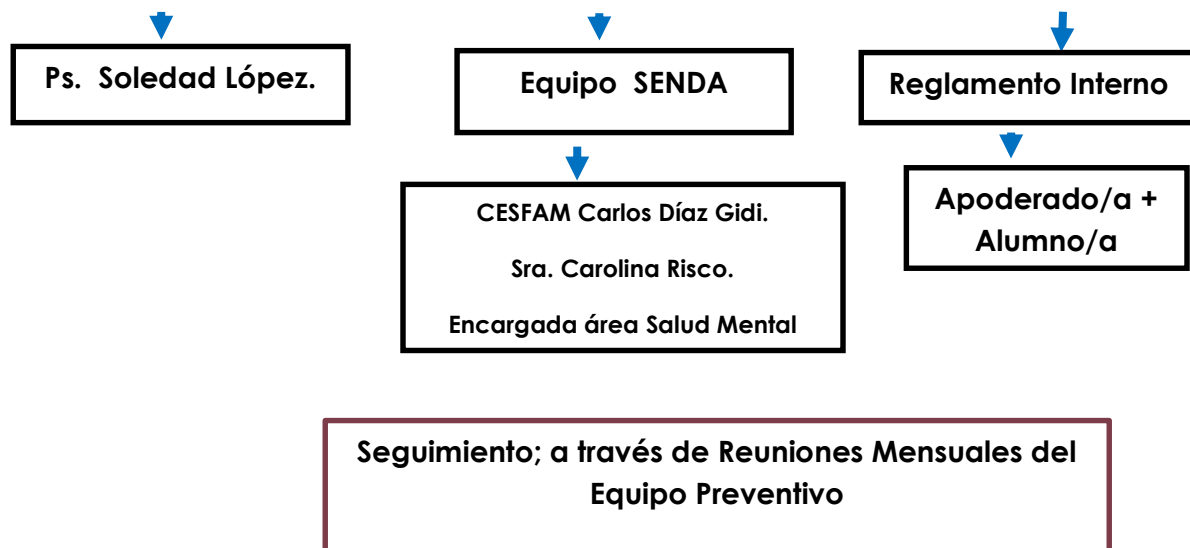 Ps. Soledad López.
Equipo SENDA
Reglamento Interno
CESFAM Carlos Díaz Gidi.
Sra. Carolina Risco.
Encargada área Salud Mental
Apoderado/a +
Alumno/a
Seguimiento; a través de Reuniones Mensuales del
Equipo Preventivo